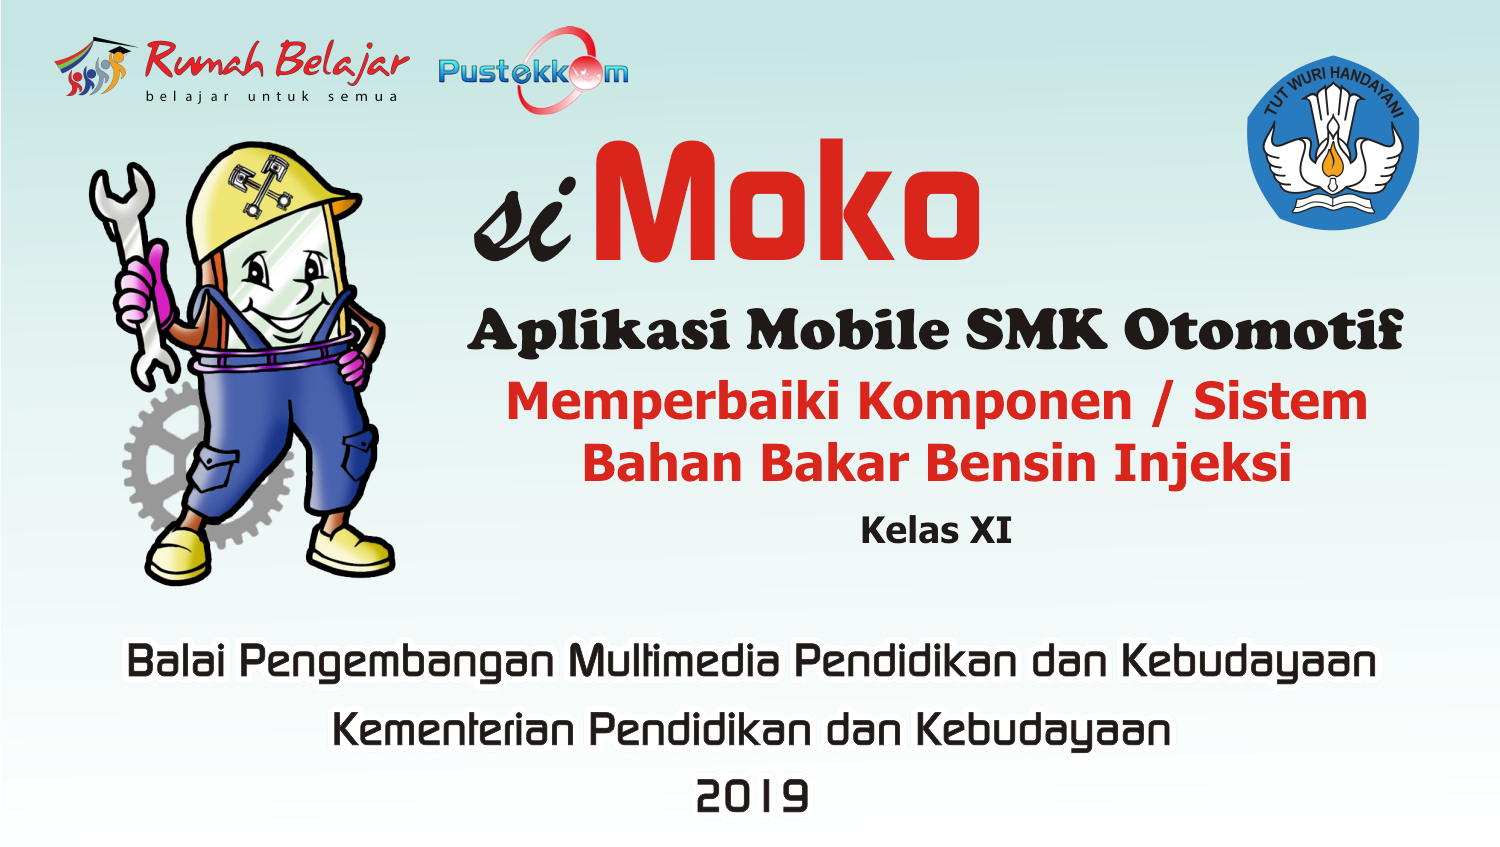 Rumah Belajar
belajar untuk semua
Pustekkom
TUT WURI HANDAYANI
si Moko
Aplikasi Mobile SMK Otomotif
Memperbaiki Komponen / Sistem
Bahan Bakar Bensin Injeksi
Kelas XI
Balai Pengembangan Multimedia Pendidikan dan Kebudayaan
Kementerian Pendidikan dan Kebudayaan
2019